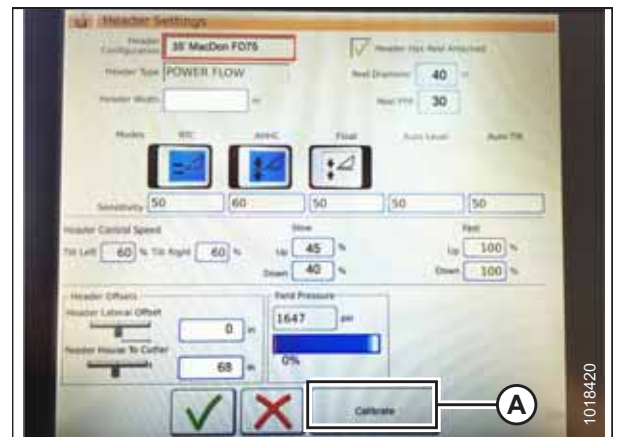 Header Settings
Header Configuration 35' MacDon FD75 Header Has Reel Attached
Header Type POWER FLOW Reel Diameter 40 in
Header Width in Reel PPR 30
Modes RTC AHHC Float Auto Level Auto Tilt
Sensitivity 50 60 50 50 50
Header Control Speed Slow Fast
Tilt Left 60 % Tilt Right 60 % Up 45 % Up 100 %
Down 40 % Down 100 %
Header Offsets Field Pressure
Header Lateral Offset 1647 psi
0 in
Feeder House To Cutter 0%
68 in
Calibrate A
1018420